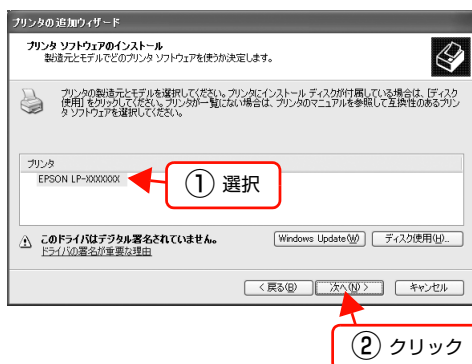 プリンタの追加ウィザード
プリンタ ソフトウェアのインストール
製造元とモデルでどのプリンタ ソフトウェアを使うか決定します。
プリンタの製造元とモデルを選択してください。プリンタにインストール ディスクが付属している場合は、[ディスク
使用] をクリックしてください。プリンタが一覧にない場合は、プリンタのマニュアルを参照して互換性のあるプリン
タ ソフトウェアを選択してください。
プリンタ
EPSON LP-XXXXXXX
① 選択
このドライバはデジタル署名されていません。
ドライバの署名が重要な理由
Windows Update(W)
ディスク使用(H)...
< 戻る(B)
次へ(N) >
キャンセル
② クリック